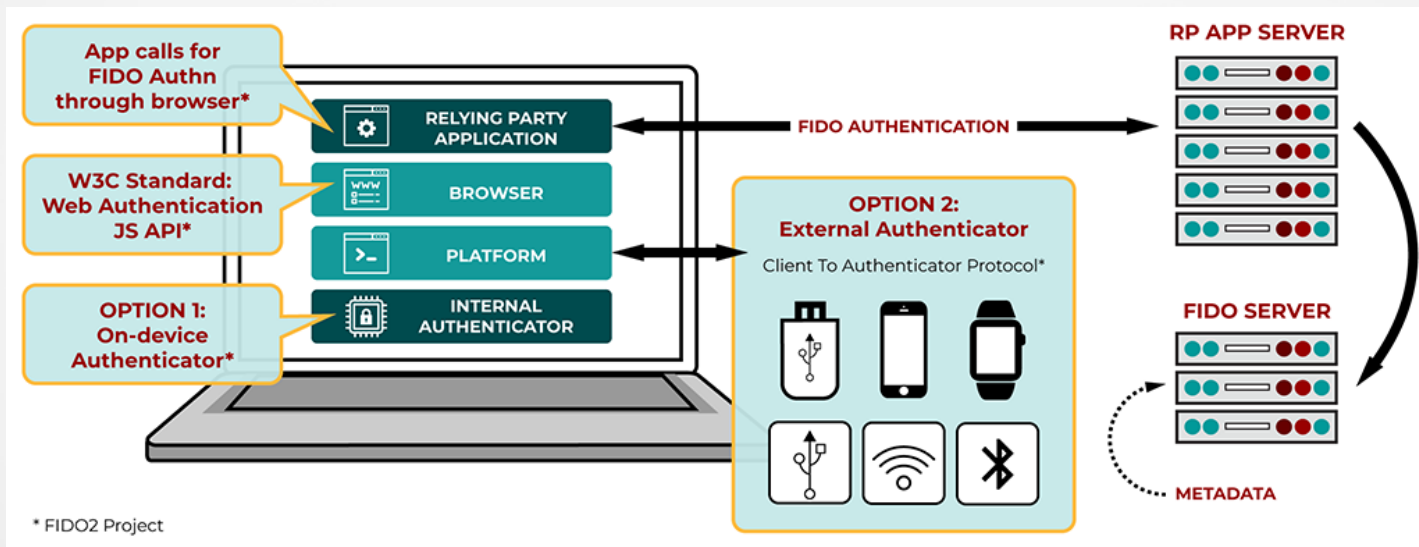 App calls for
FIDO Authn
through browser*
W3C Standard:
Web Authentication
JS API*
OPTION 1:
On-device
Authenticator*
RELYING PARTY
APPLICATION
WWW
BROWSER
PLATFORM
INTERNAL
AUTHENTICATOR
FIDO AUTHENTICATION
OPTION 2:
External Authenticator
Client To Authenticator Protocol*
RP APP SERVER
FIDO SERVER
METADATA
* FIDO2 Project